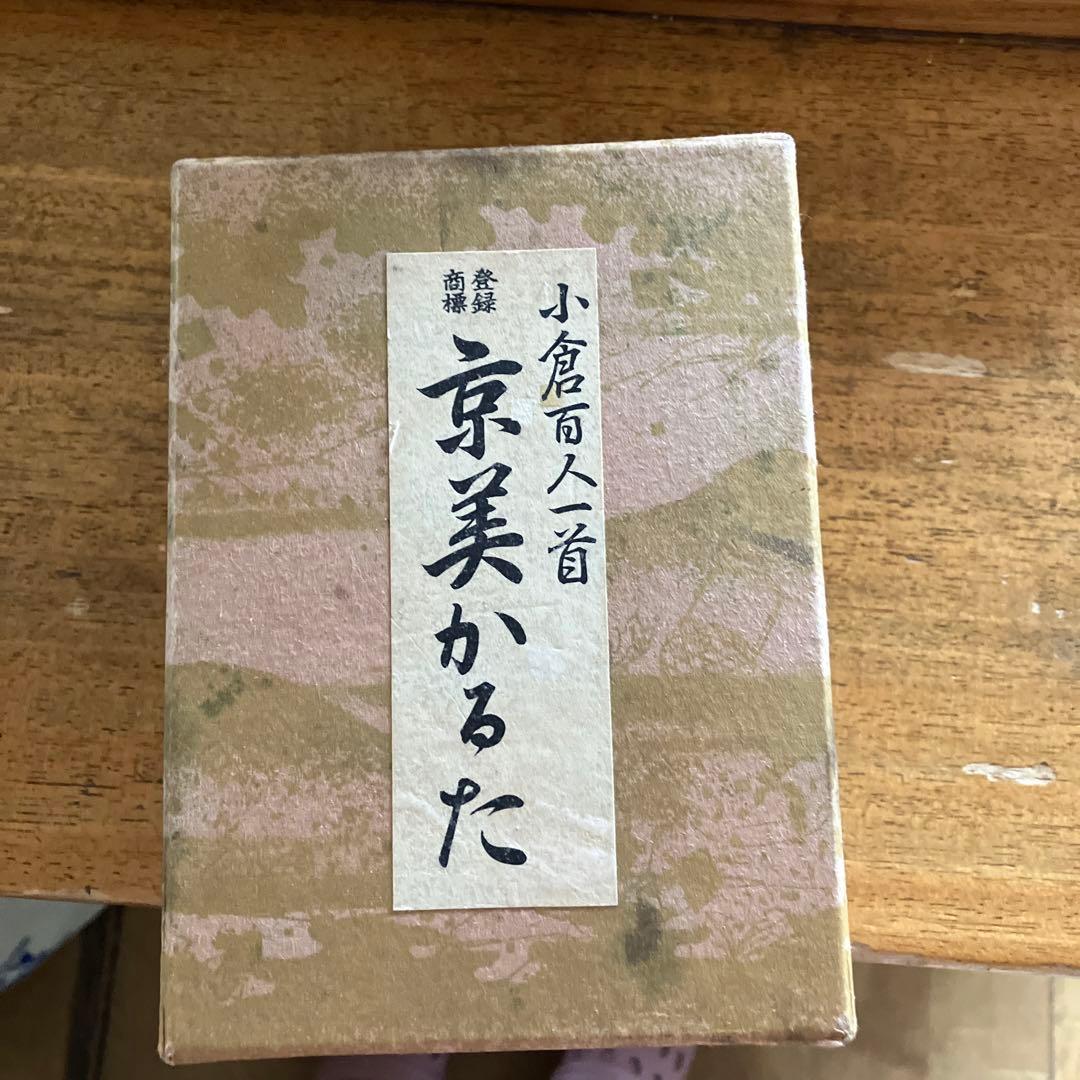 小倉百人一首
登録
商標
京美かるた